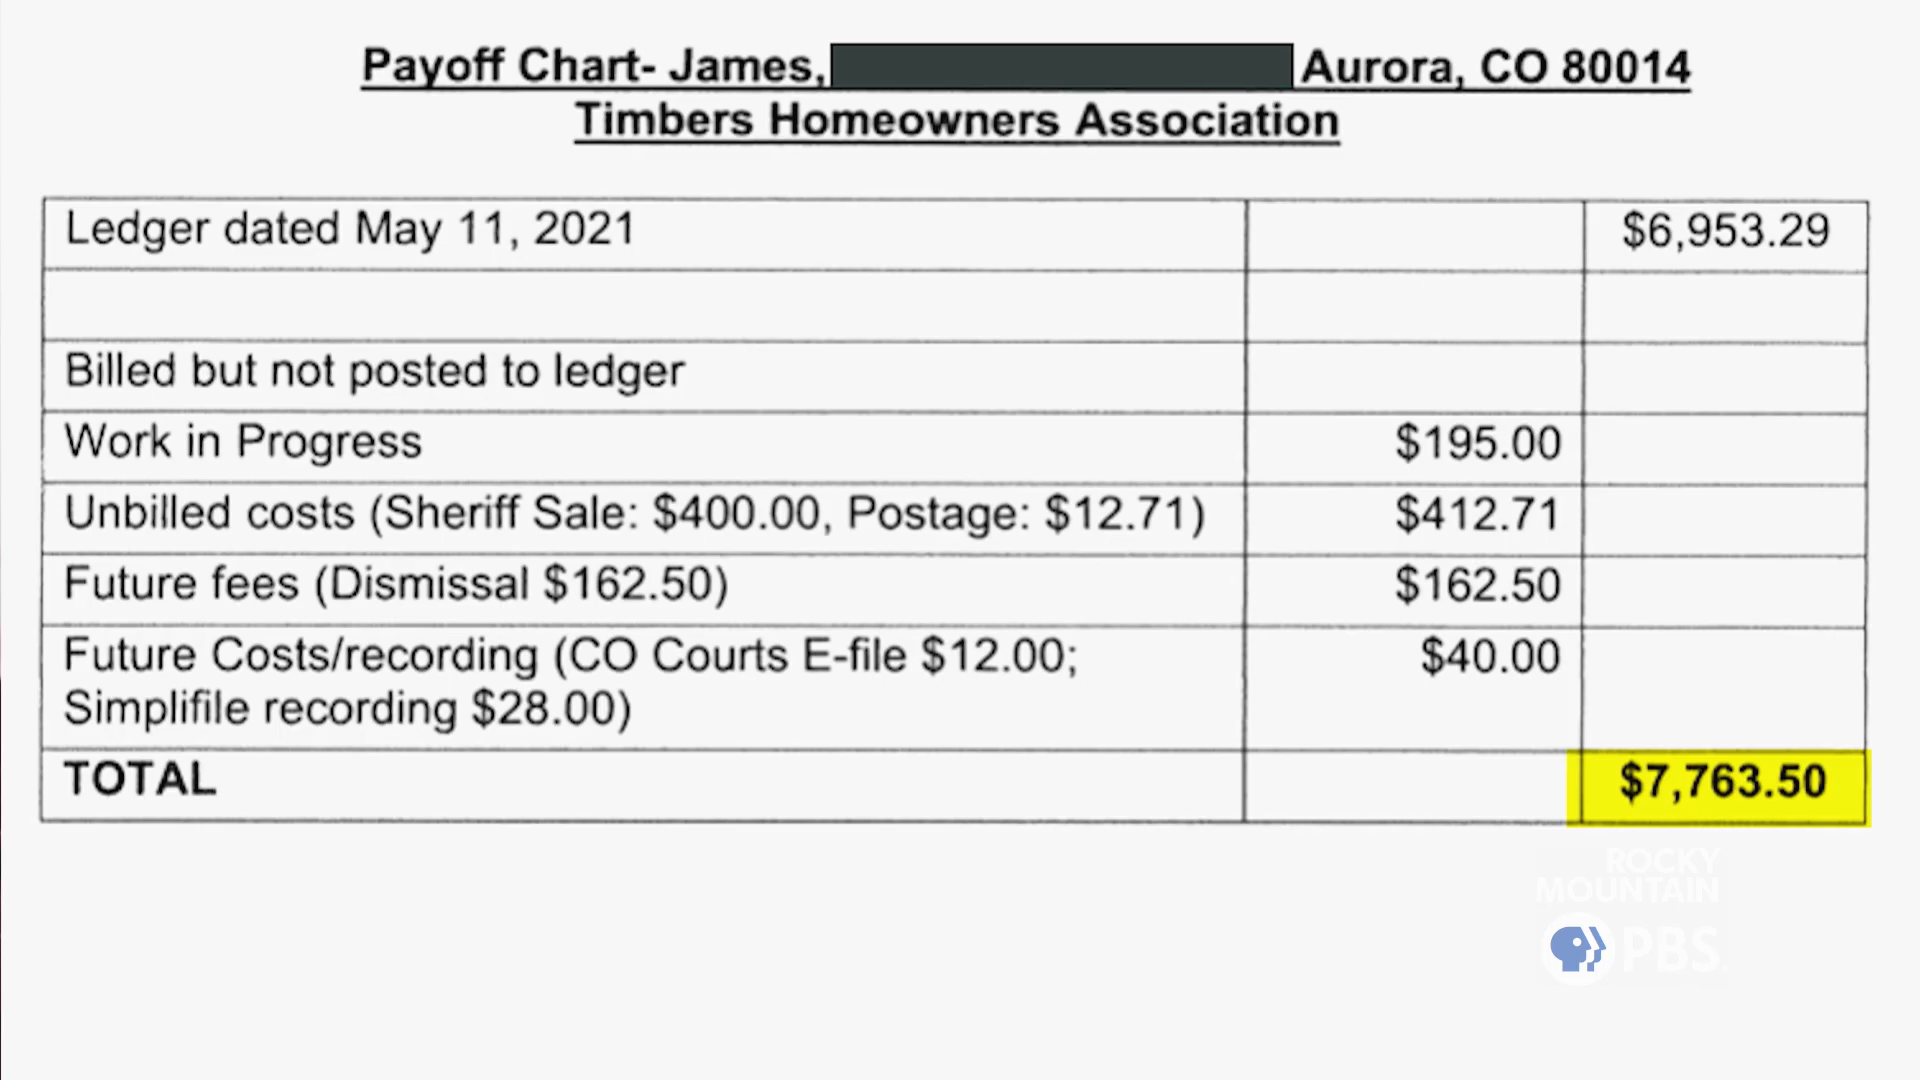 Payoff Chart- James, Aurora, CO 80014
Timbers Homeowners Association
Ledger dated May 11, 2021 $6,953.29
Billed but not posted to ledger
Work in Progress $195.00
Unbilled costs (Sheriff Sale: $400.00, Postage: $12.71) $412.71
Future fees (Dismissal $162.50) $162.50
Future Costs/recording (CO Courts E-file $12.00; $40.00
Simplifile recording $28.00)
TOTAL $7,763.50
ROCKY
MOUNTAIN
PBS